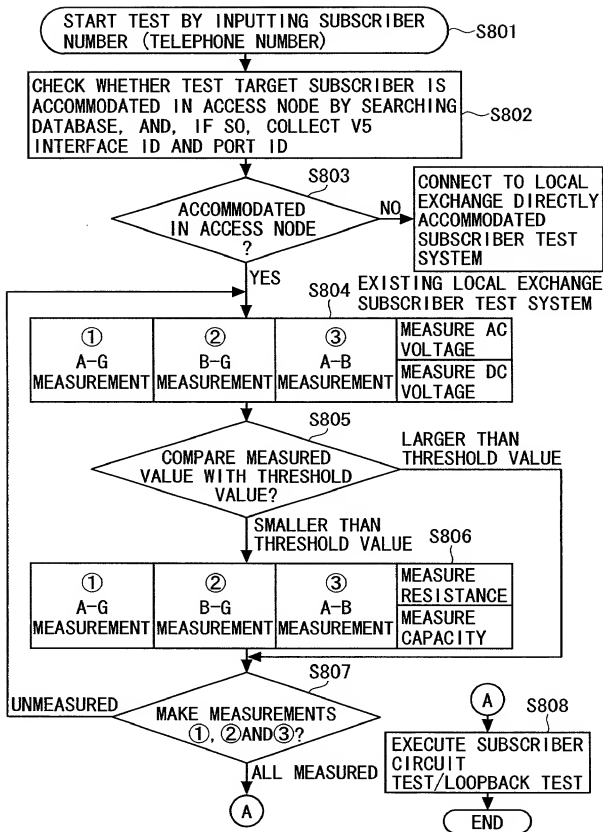 START TEST BY INPUTTING SUBSCRIBER
NUMBER (TELEPHONE NUMBER)
S801
CHECK WHETHER TEST TARGET SUBSCRIBER IS
ACCOMMODATED IN ACCESS NODE BY SEARCHING
DATABASE, AND, IF SO, COLLECT V5
INTERFACE ID AND PORT ID
S802
S803
ACCOMMODATED
IN ACCESS NODE
?
NO
CONNECT TO LOCAL
EXCHANGE DIRECTLY
ACCOMMODATED
SUBSCRIBER TEST
SYSTEM
YES
S804
EXISTING LOCAL EXCHANGE
SUBSCRIBER TEST SYSTEM
①
A-G
MEASUREMENT
②
B-G
MEASUREMENT
③
A-B
MEASUREMENT
MEASURE AC
VOLTAGE
MEASURE DC
VOLTAGE
S805
COMPARE MEASURED
VALUE WITH THRESHOLD
VALUE?
LARGER THAN
THRESHOLD VALUE
SMALLER THAN
THRESHOLD VALUE
S806
①
A-G
MEASUREMENT
②
B-G
MEASUREMENT
③
A-B
MEASUREMENT
MEASURE
RESISTANCE
MEASURE
CAPACITY
S807
UNMEASURED
MAKE MEASUREMENTS
①, ②AND③?
ALL MEASURED
A
A
S808
EXECUTE SUBSCRIBER
CIRCUIT
TEST/LOOPBACK TEST
END